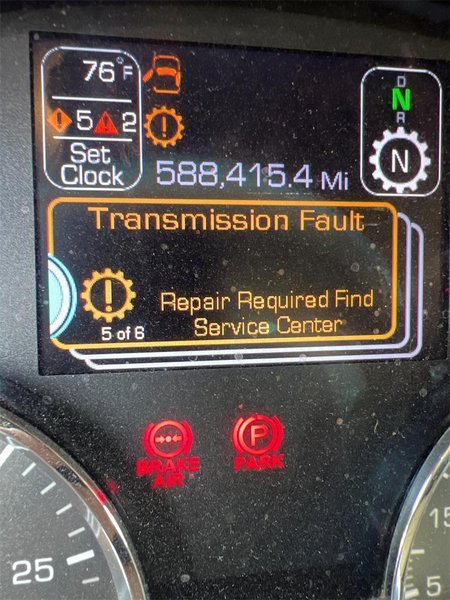 76°F
5 2
Set
Clock
D
N
R
N
588,415.4 Mi
Transmission Fault
Repair Required Find
Service Center
5 of 6
BRAKE
AIR
P
PARK
25
15
5